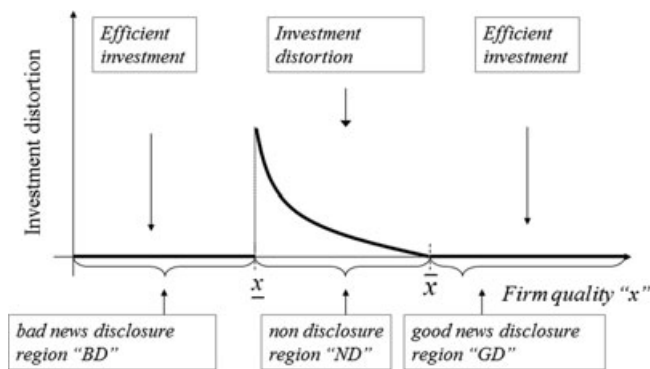 Efficient
investment
Investment
distortion
Efficient
investment
Investment distortion
x
x̄
Firm quality “x”
bad news disclosure
region “BD”
non disclosure
region “ND”
good news disclosure
region “GD”